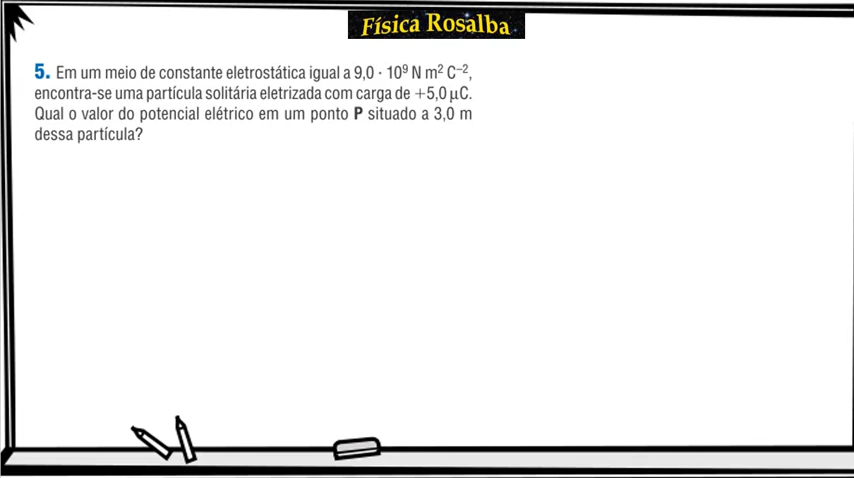 Física Rosalba
5. Em um meio de constante eletrostática igual a 9,0 · 10⁹ N m² C⁻²,
encontra-se uma partícula solitária eletrizada com carga de +5,0 μC.
Qual o valor do potencial elétrico em um ponto P situado a 3,0 m
dessa partícula?